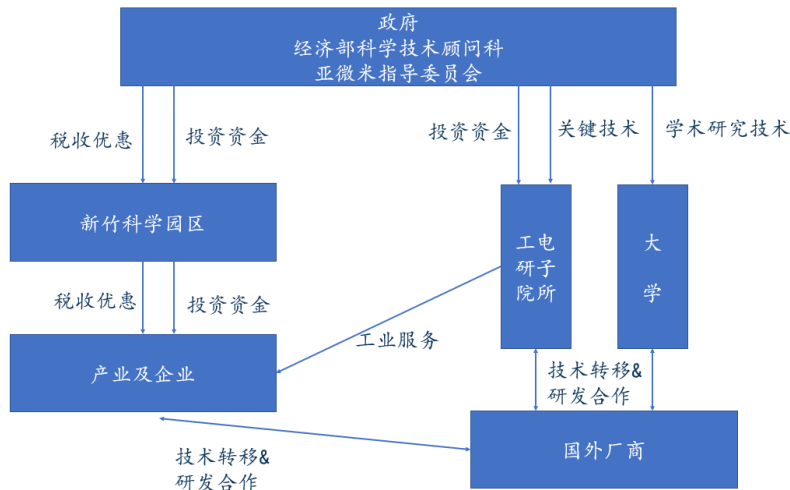 政府
经济部科学技术顾问科
亚微米指导委员会
税收优惠
投资资金
投资资金
关键技术
学术研究技术
新竹科学园区
工电
研子
院所
大
学
税收优惠
投资资金
工业服务
产业及企业
技术转移&
研发合作
国外厂商
技术转移&
研发合作